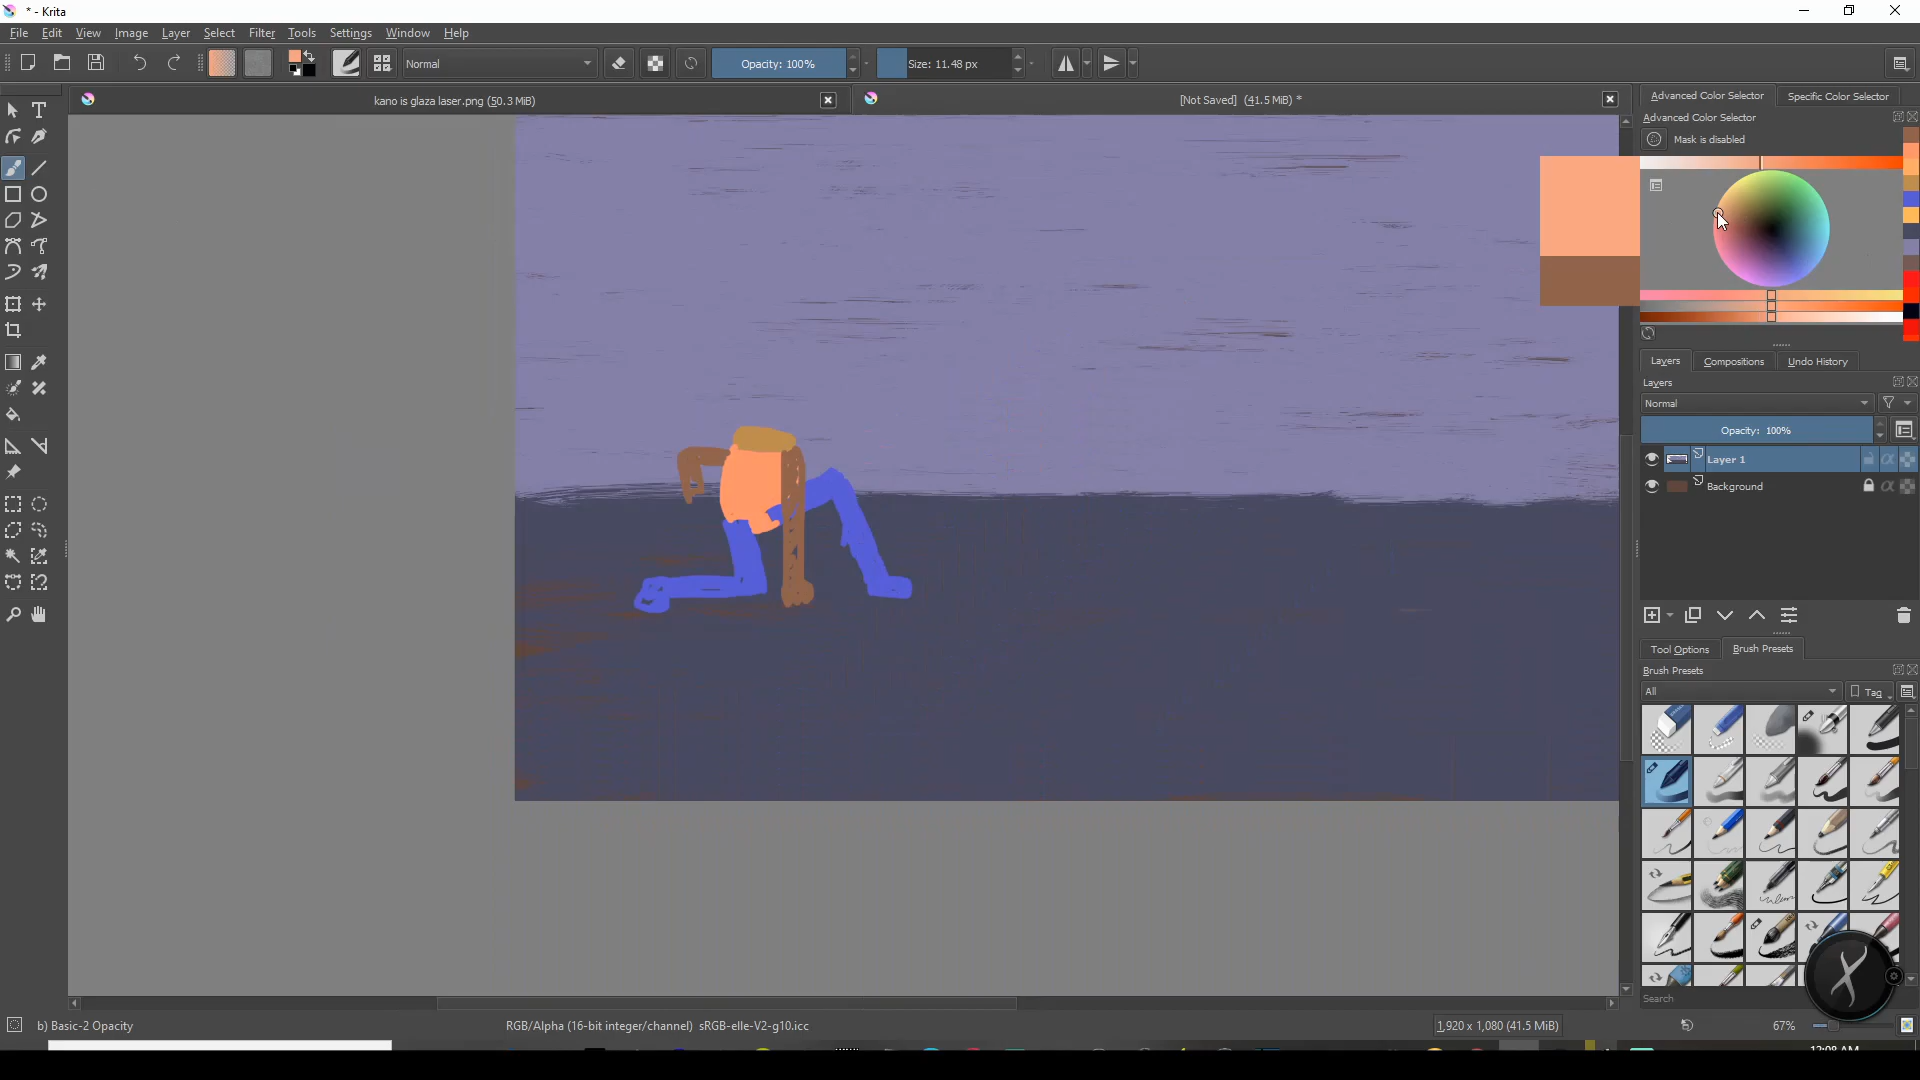 * - Krita
File Edit View Image Layer Select Filter Tools Settings Window Help
Normal
Opacity: 100%
Size: 11.48 px
kano is glaza laser.png (50.3 MiB)
[Not Saved] (41.5 MiB) *
Advanced Color Selector
Specific Color Selector
Advanced Color Selector
Mask is disabled
Layers
Compositions
Undo History
Layers
Normal
Opacity: 100%
Layer 1
Background
Tool Options
Brush Presets
Brush Presets
All
Tag
Search
b) Basic-2 Opacity
RGB/Alpha (16-bit integer/channel) sRGB-elle-V2-g10.icc
1,920 x 1,080 (41.5 MiB)
67%
12:08 AM